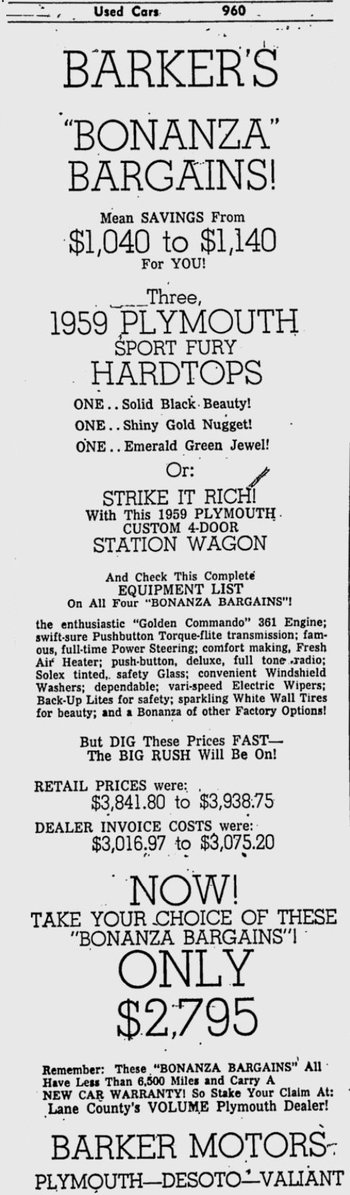 Used Cars 960
BARKER'S
"BONANZA"
BARGAINS!
Mean SAVINGS From
$1,040 to $1,140
For YOU!
Three,
1959 PLYMOUTH
SPORT FURY
HARDTOPS
ONE . . Solid Black Beauty!
ONE . . Shiny Gold Nugget!
ONE . . Emerald Green Jewel!
Or:
STRIKE IT RICH!
With This 1959 PLYMOUTH
CUSTOM 4-DOOR
STATION WAGON
And Check This Complete
EQUIPMENT LIST
On All Four "BONANZA BARGAINS"!
the enthusiastic "Golden Commando" 361 Engine;
swift-sure Pushbutton Torque-flite transmission; fam-
ous, full-time Power Steering; comfort making, Fresh
Air Heater; push-button, deluxe, full tone radio;
Solex tinted, safety Glass; convenient Windshield
Washers; dependable; vari-speed Electric Wipers;
Back-Up Lites for safety; sparkling White Wall Tires
for beauty; and a Bonanza of other Factory Options!
But DIG These Prices FAST—
The BIG RUSH Will Be On!
RETAIL PRICES were:
$3,841.80 to $3,938.75
DEALER INVOICE COSTS were:
$3,016.97 to $3,075.20
NOW!
TAKE YOUR CHOICE OF THESE
"BONANZA BARGAINS"!
ONLY
$2,795
Remember: These "BONANZA BARGAINS" All
Have Less Than 6,500 Miles and Carry A
NEW CAR WARRANTY! So Stake Your Claim At:
Lane County's VOLUME Plymouth Dealer!
BARKER MOTORS
PLYMOUTH—DESOTO—VALIANT